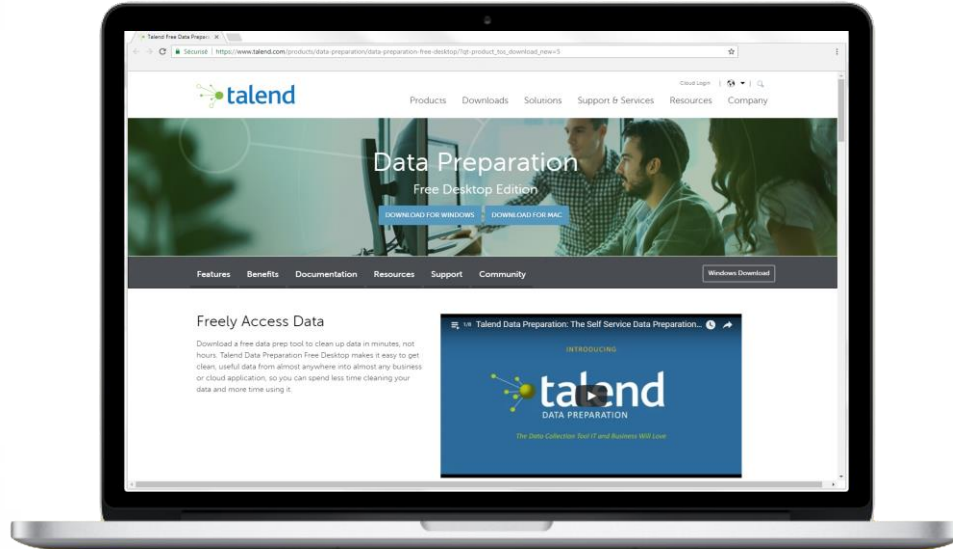 Talend Free Data Prepar
Sécurisé | https://www.talend.com/products/data-preparation/data-preparation-free-desktop/?qt-product_tos_download_new=5
Cloud Login
talend
Products Downloads Solutions Support & Services Resources Company
Data Preparation
Free Desktop Edition
DOWNLOAD FOR WINDOWS DOWNLOAD FOR MAC
Features Benefits Documentation Resources Support Community Windows Download
Freely Access Data
Download a free data prep tool to clean up data in minutes, not
hours. Talend Data Preparation Free Desktop makes it easy to get
clean, useful data from almost anywhere into almost any business
or cloud application, so you can spend less time cleaning your
data and more time using it.
1/8 Talend Data Preparation: The Self Service Data Preparation...
INTRODUCING
talend
DATA PREPARATION
The Data Collection Tool IT and Business Will Love